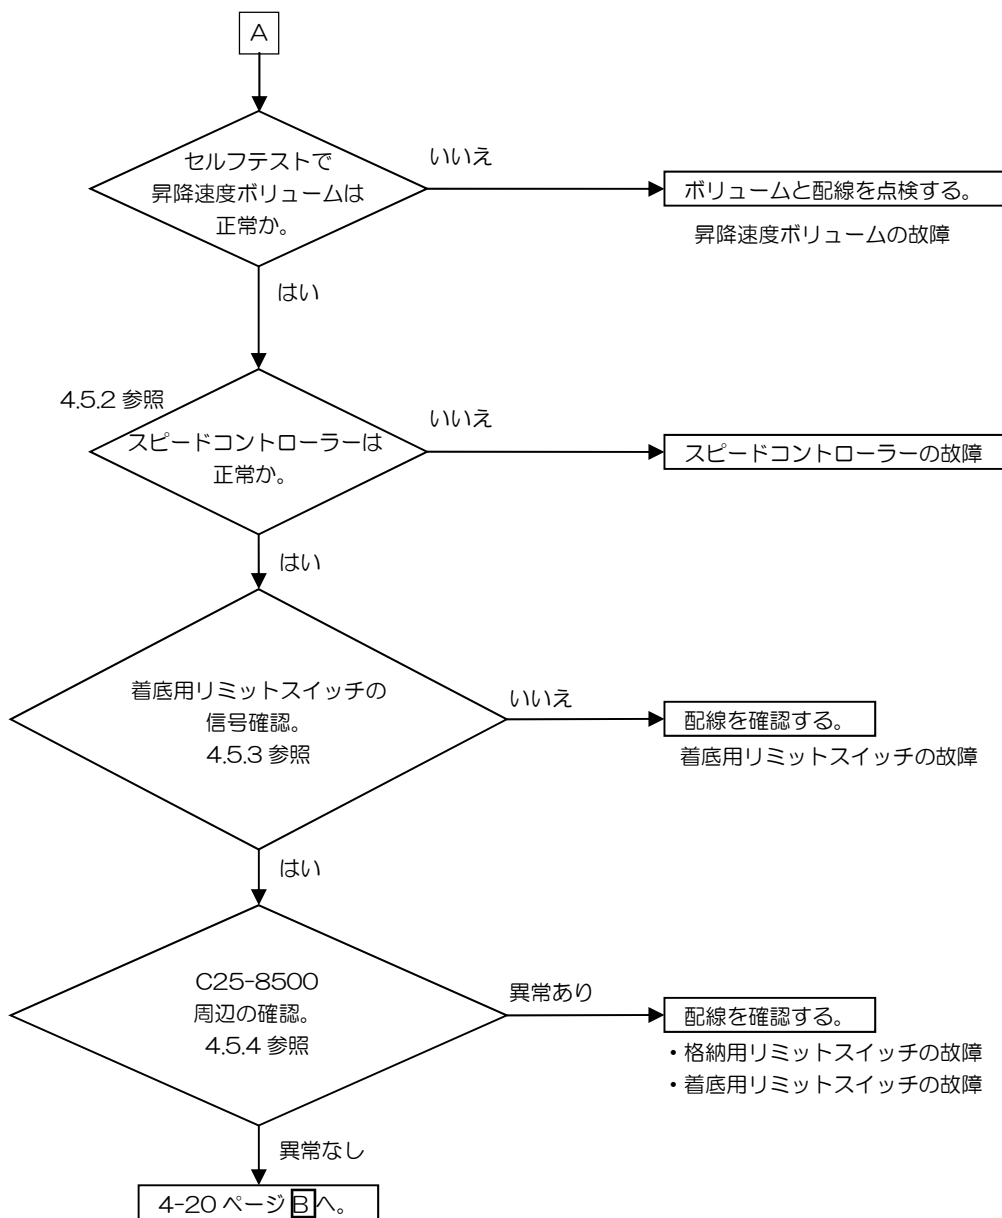 A
セルフテストで
昇降速度ボリュームは
正常か。
いいえ
ボリュームと配線を点検する。
昇降速度ボリュームの故障
はい
4.5.2 参照
スピードコントローラーは
正常か。
いいえ
スピードコントローラーの故障
はい
着底用リミットスイッチの
信号確認。
4.5.3 参照
いいえ
配線を確認する。
着底用リミットスイッチの故障
はい
C25-8500
周辺の確認。
4.5.4 参照
異常あり
配線を確認する。
・格納用リミットスイッチの故障
・着底用リミットスイッチの故障
異常なし
4-20 ページ B へ。